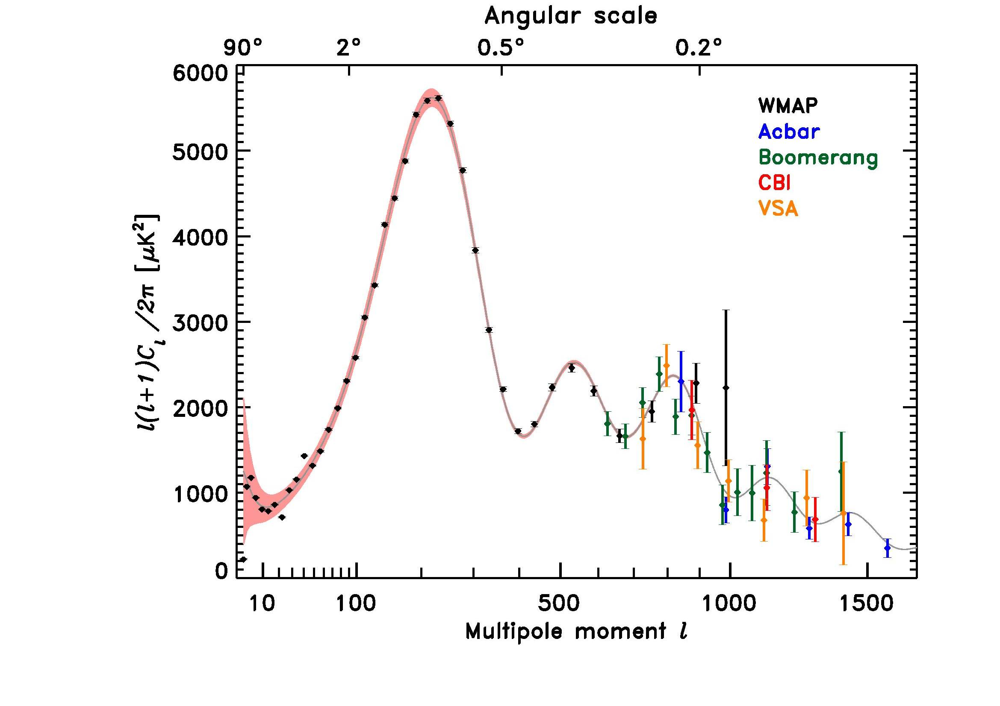 Angular scale
90° 2° 0.5° 0.2°
6000
5000
4000
3000
2000
1000
0
l(l+1)C_l/2π [μK²]
WMAP
Acbar
Boomerang
CBI
VSA
10 100 500 1000 1500
Multipole moment l